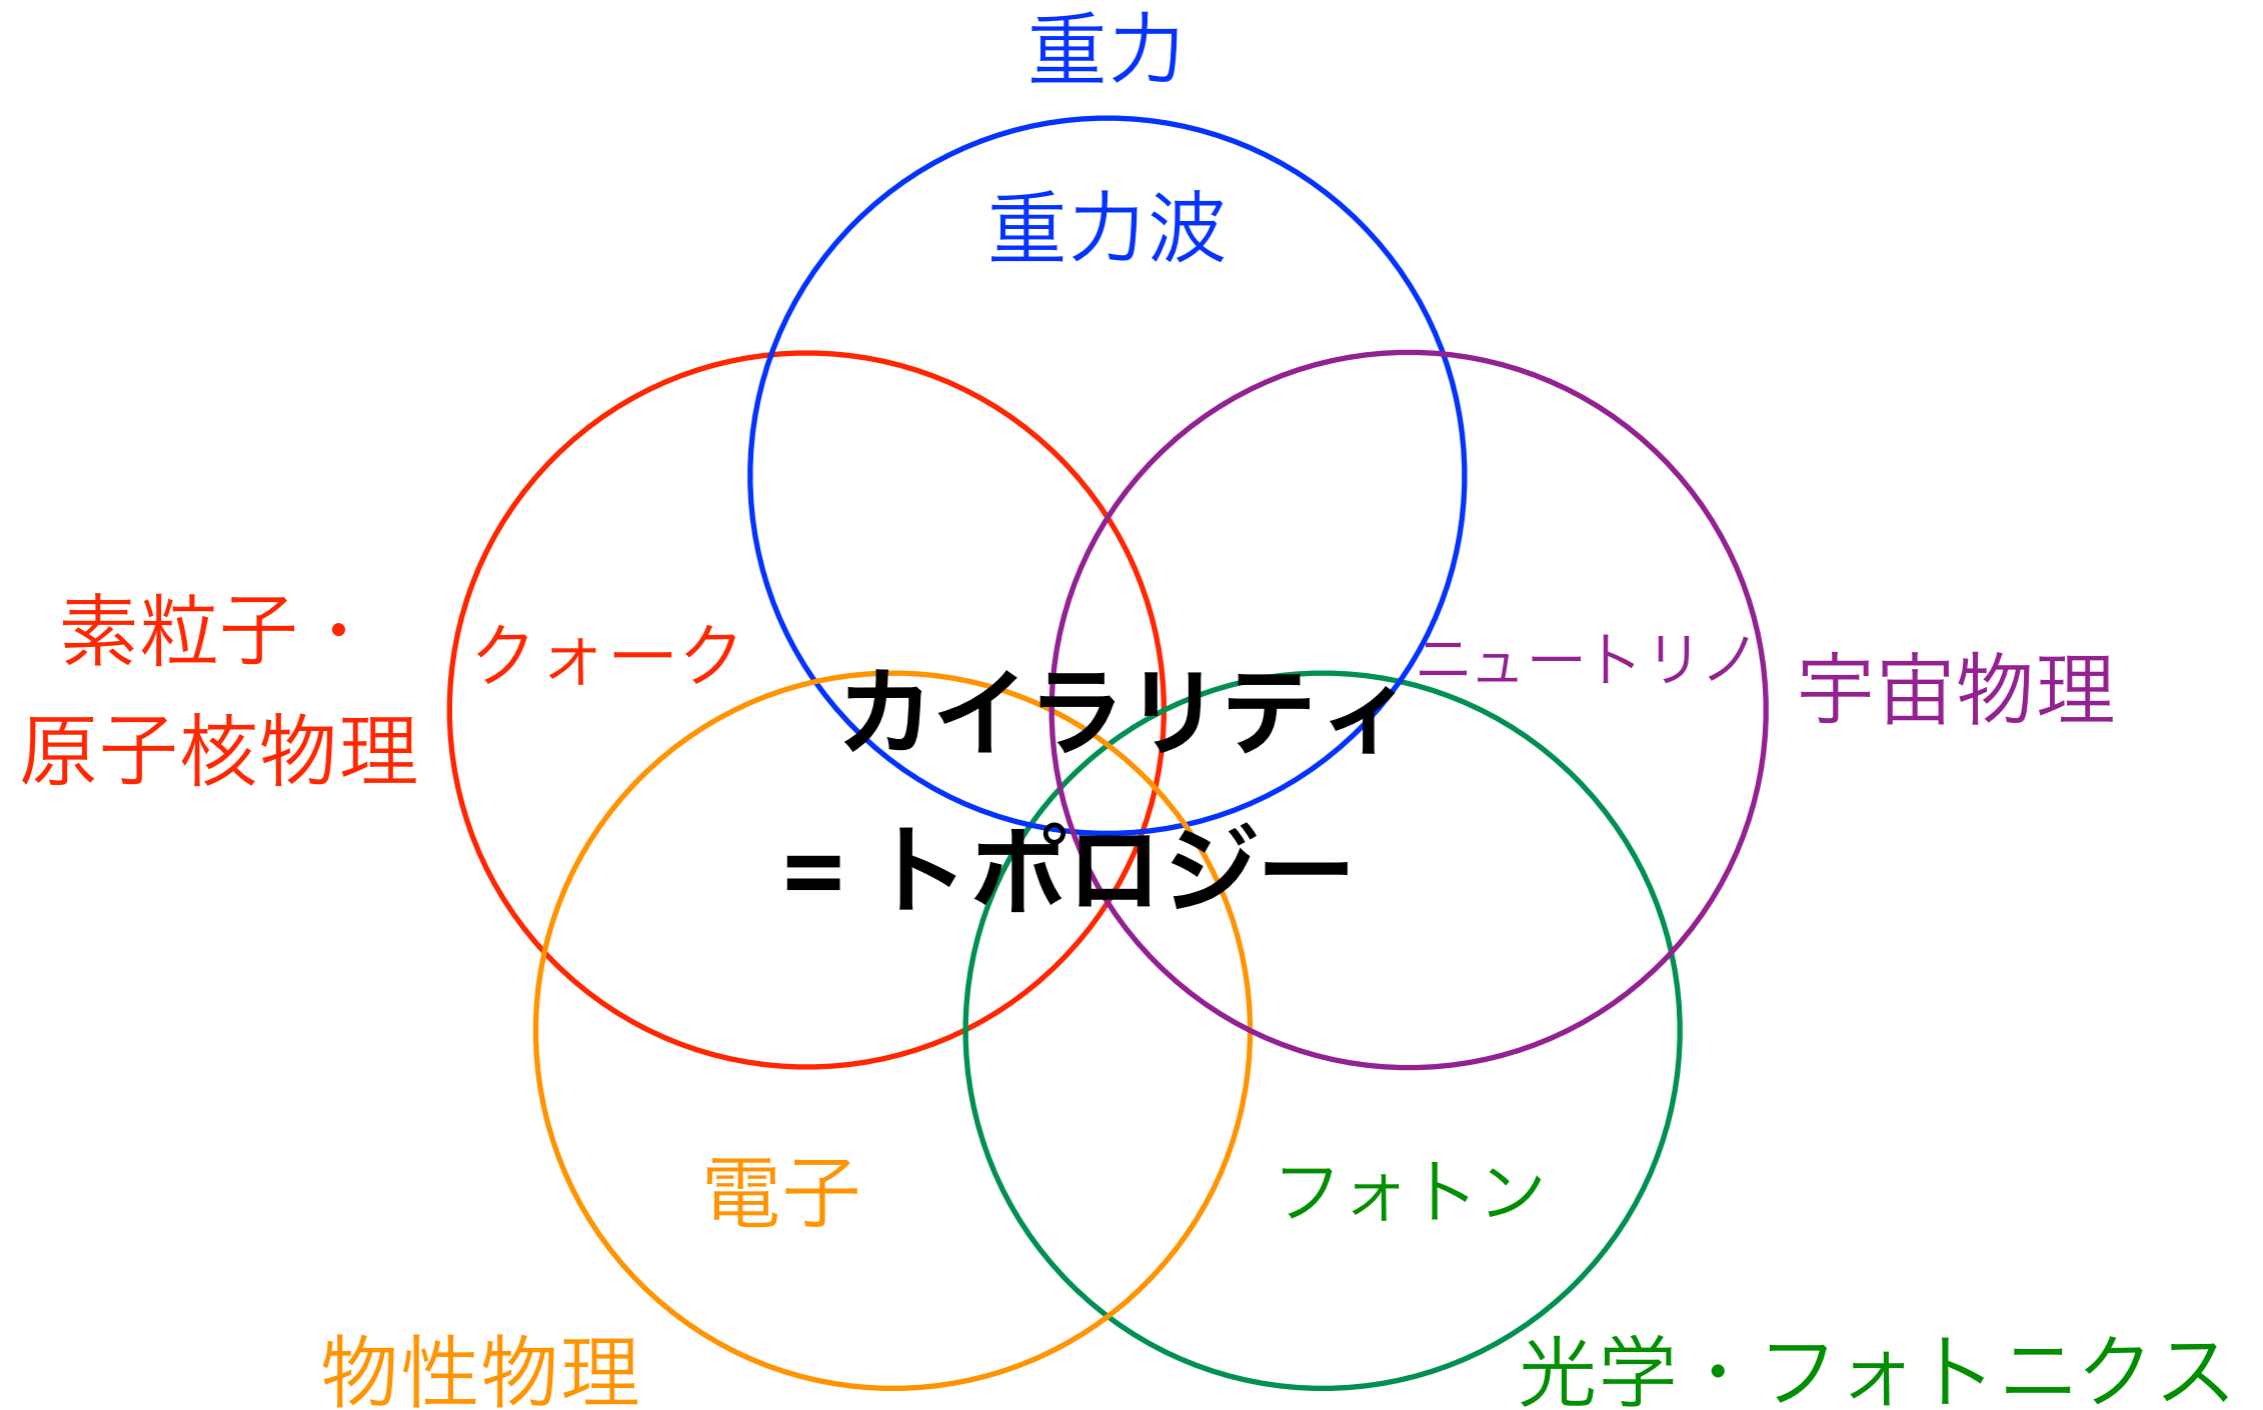 重力
重力波
素粒子・
原子核物理
クォーク
ニュートリノ
宇宙物理
カイラリティ
= トポロジー
電子
フォトン
物性物理
光学・フォトニクス